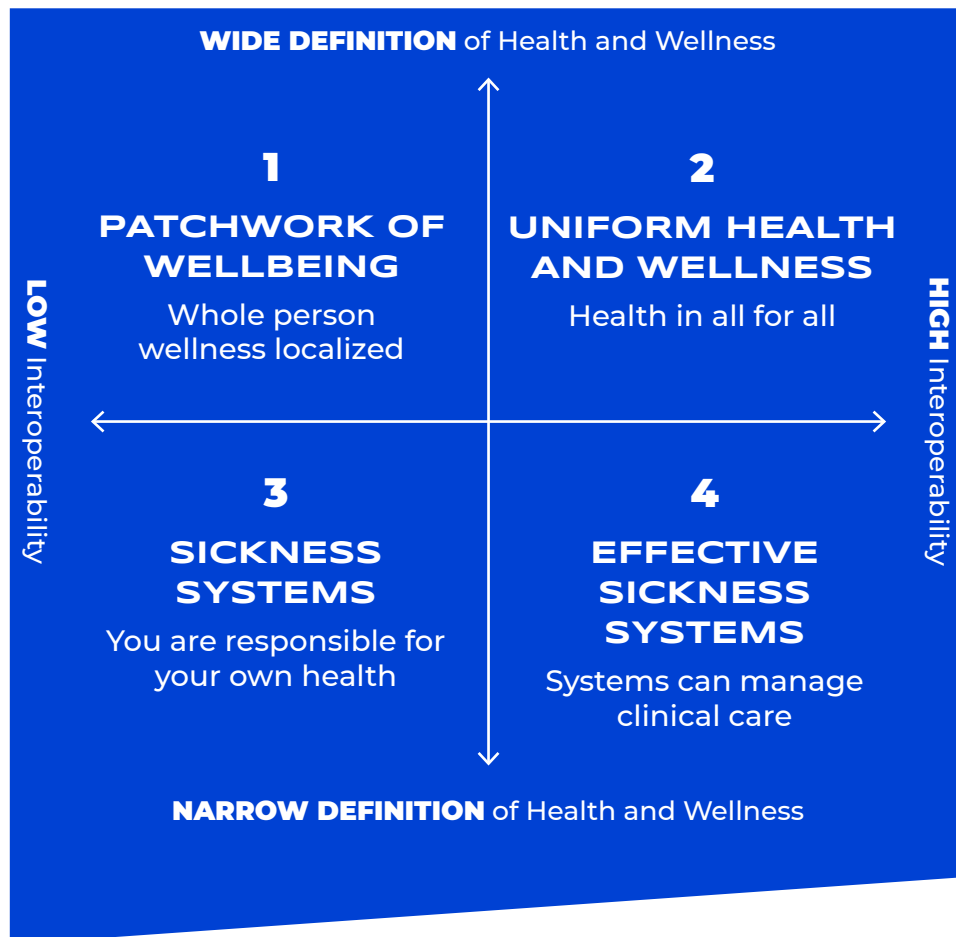 WIDE DEFINITION of Health and Wellness
1
PATCHWORK OF
WELLBEING
Whole person
wellness localized
2
UNIFORM HEALTH
AND WELLNESS
Health in all for all
LOW Interoperability
HIGH Interoperability
3
SICKNESS
SYSTEMS
You are responsible for
your own health
4
EFFECTIVE
SICKNESS
SYSTEMS
Systems can manage
clinical care
NARROW DEFINITION of Health and Wellness